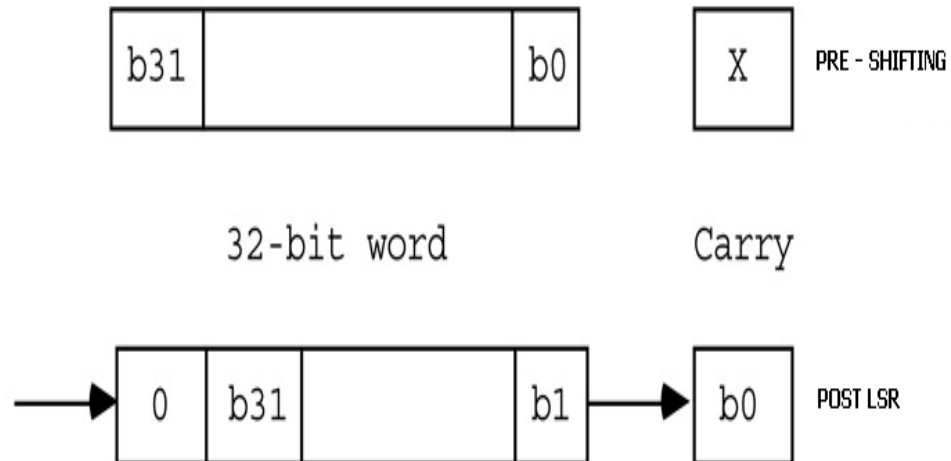 b31 b0 X PRE - SHIFTING
32-bit word Carry
0 b31 b1 b0 POST LSR